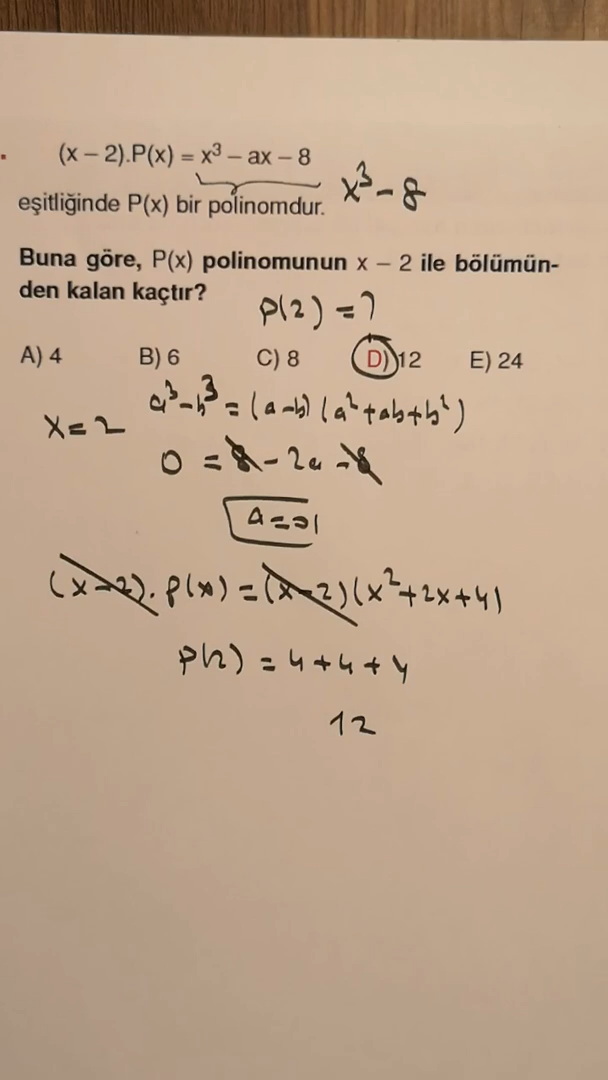 (x – 2).P(x) = x³ – ax – 8
x³ – 8
eşitliğinde P(x) bir polinomdur.
Buna göre, P(x) polinomunun x – 2 ile bölümün-
den kalan kaçtır?
P(2) = ?
A) 4 B) 6 C) 8 D) 12 E) 24
a³ – b³ = (a – b) (a² + ab + b²)
x = 2
0 = 8 – 2a – 8
(x – 2). P(x) = (x – 2) (x² + 2x + 4)
P(2) = 4 + 4 + 4
12